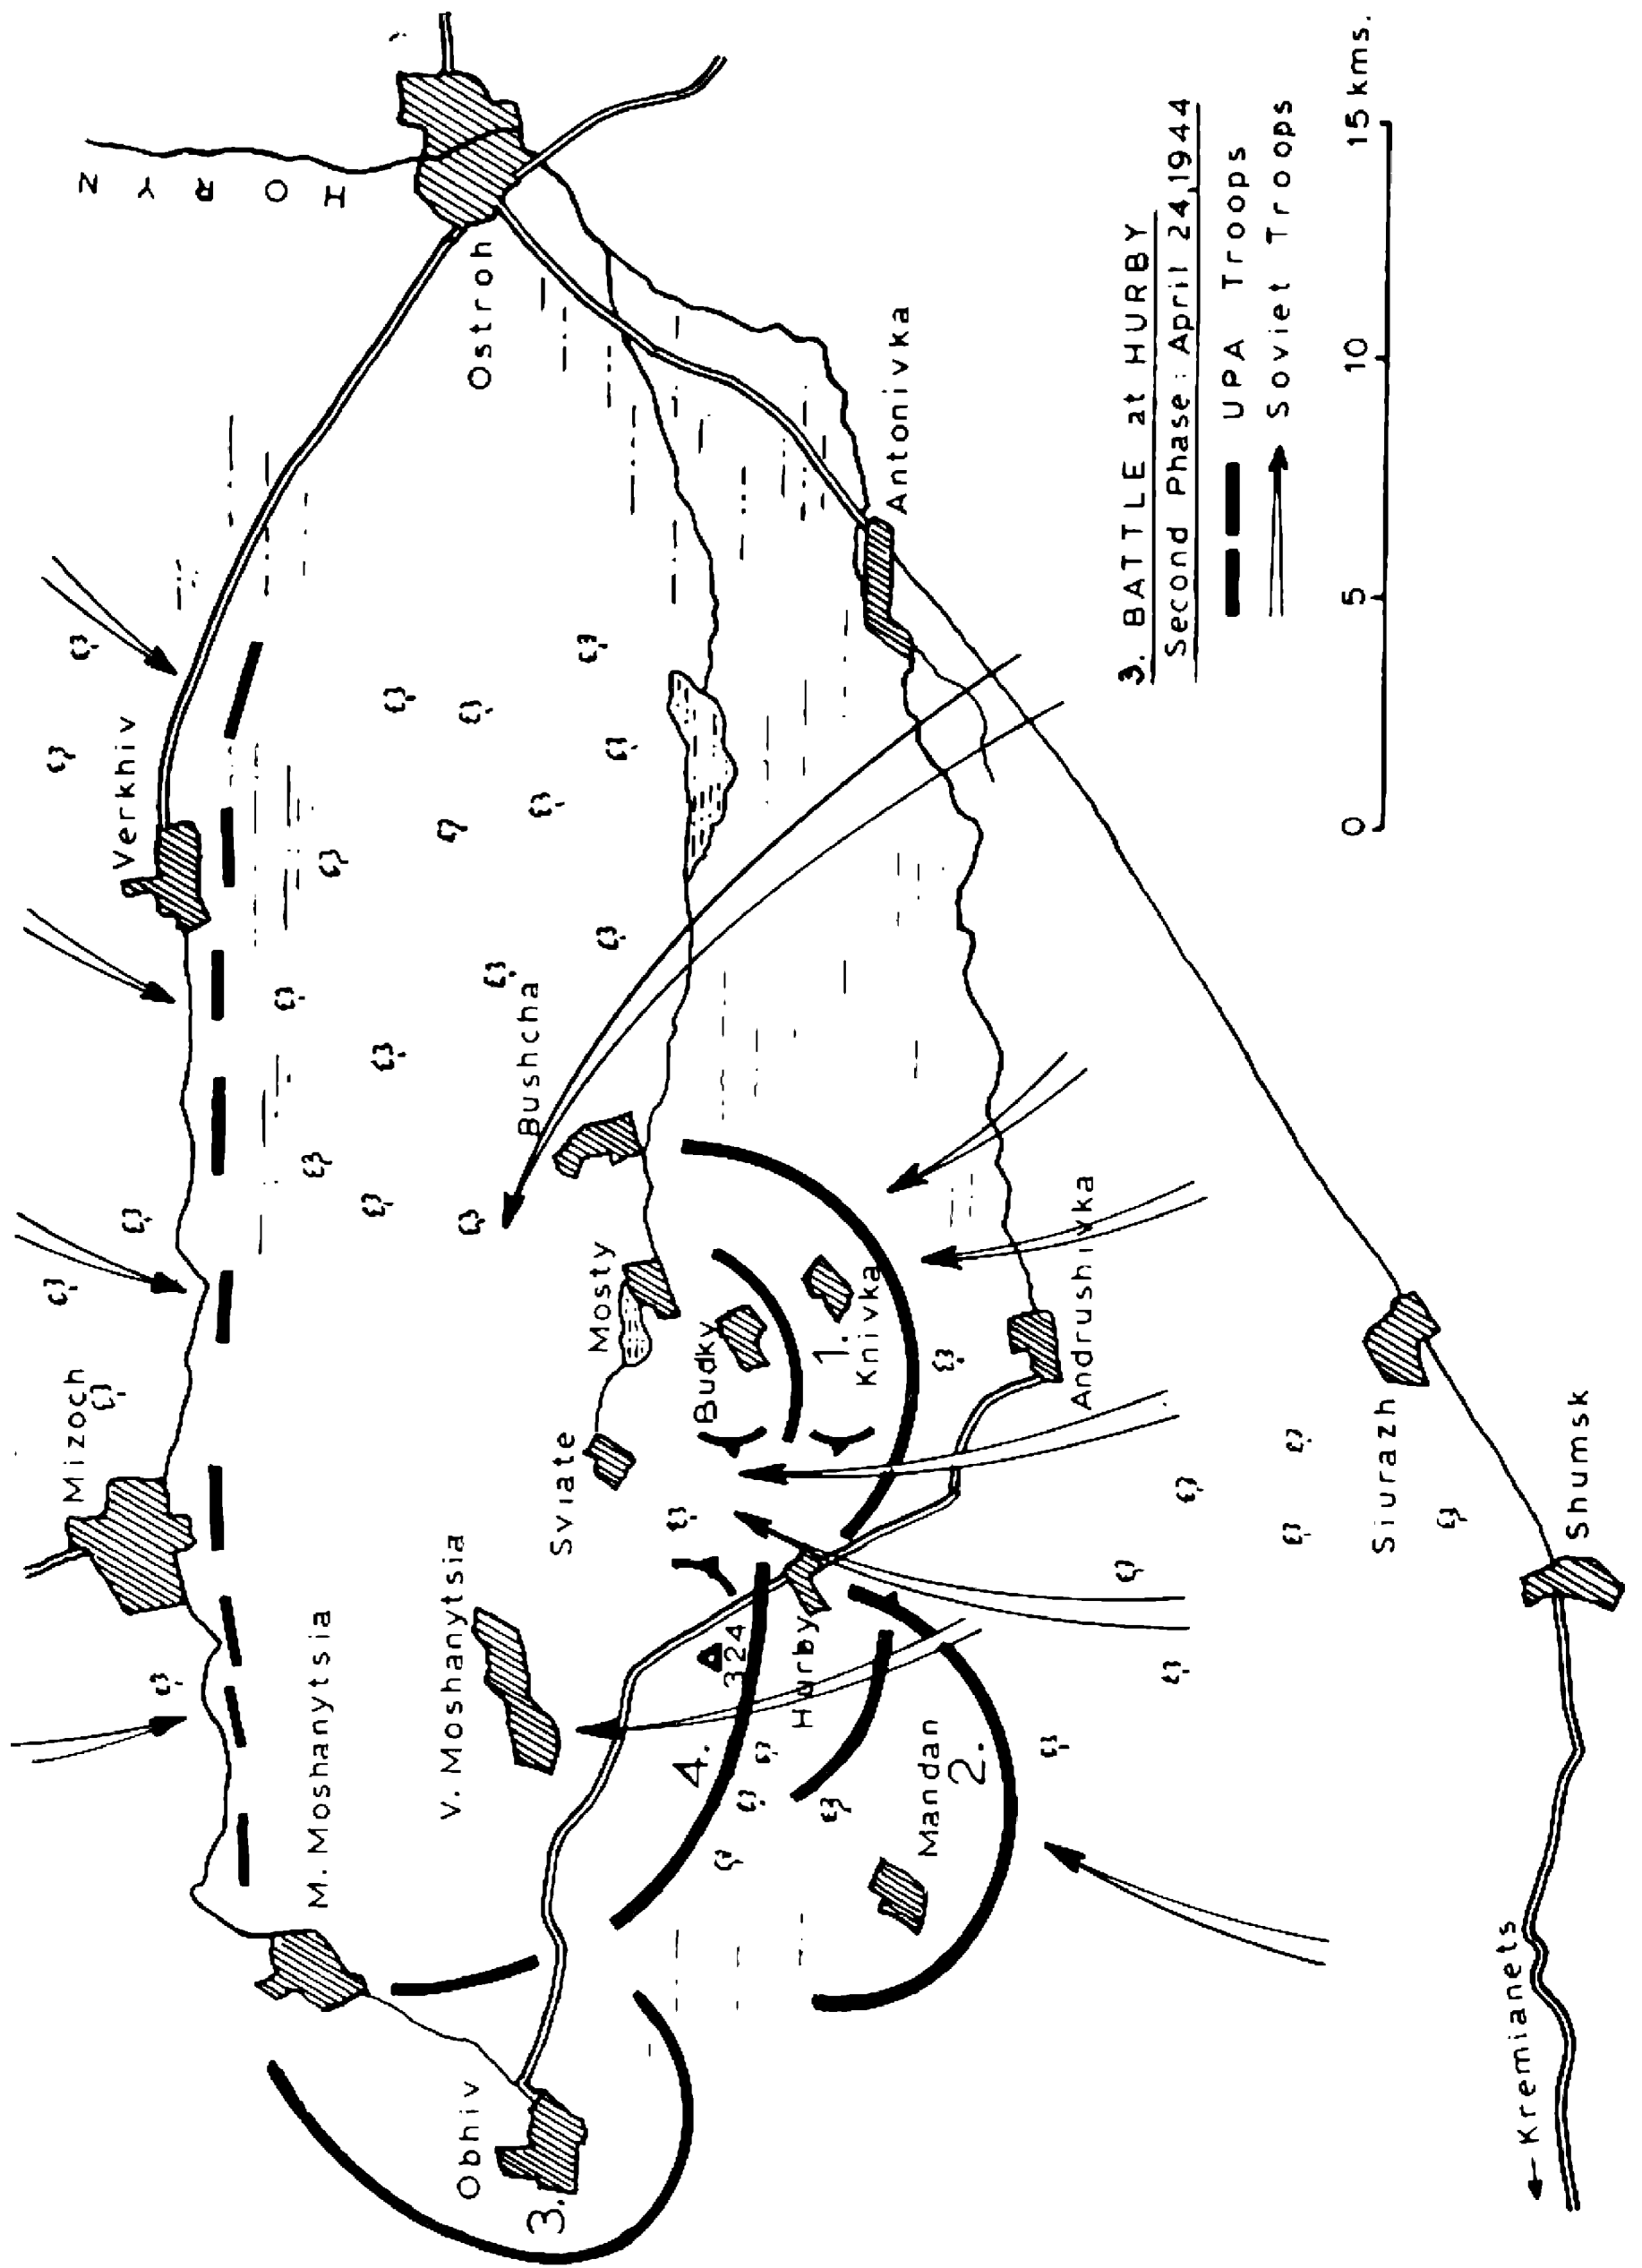 HORYN
Mizoch
Verkhiv
M. Moshanytsia
V. Moshanytsia
Ostroh
Obhiv
3.
Sviate
Mosty
Bushcha
Budky
4.
324
1.
Knivka
Hurby
Mandan
2.
Antonivka
Andrushivka
Siurazh
Shumsk
← Kremianets
3. BATTLE at HURBY
Second Phase: April 24,1944
UPA Troops
Soviet Troops
0 5 10 15 kms.